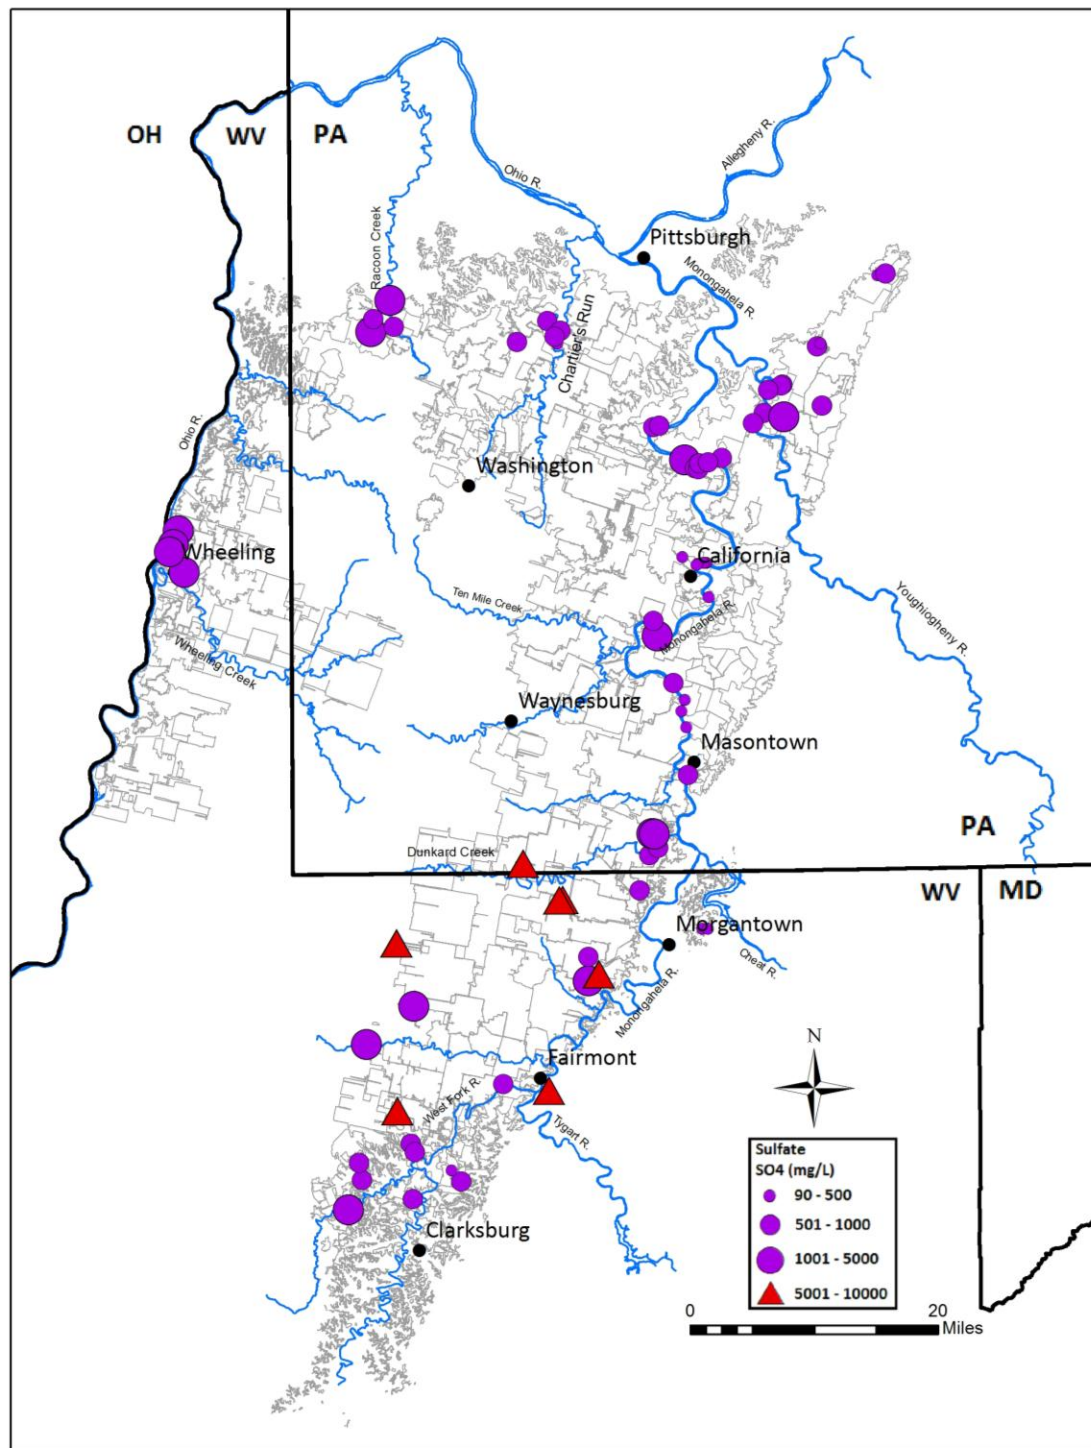 Allegheny R.
OH
WV
PA
Ohio R.
Pittsburgh
Racoon Creek
Monongahela R.
Chartier's Run
Ohio R.
Washington
Wheeling
California
Ten Mile Creek
Youghiogheny R.
Monongahela R.
Wheeling Creek
Waynesburg
Masontown
PA
Dunkard Creek
WV
MD
Morgantown
Cheat R.
Monongahela R.
Fairmont
N
West Fork R.
Tygart R.
Sulfate
SO4 (mg/L)
90 - 500
501 - 1000
Clarksburg
1001 - 5000
5001 - 10000
0
20
Miles